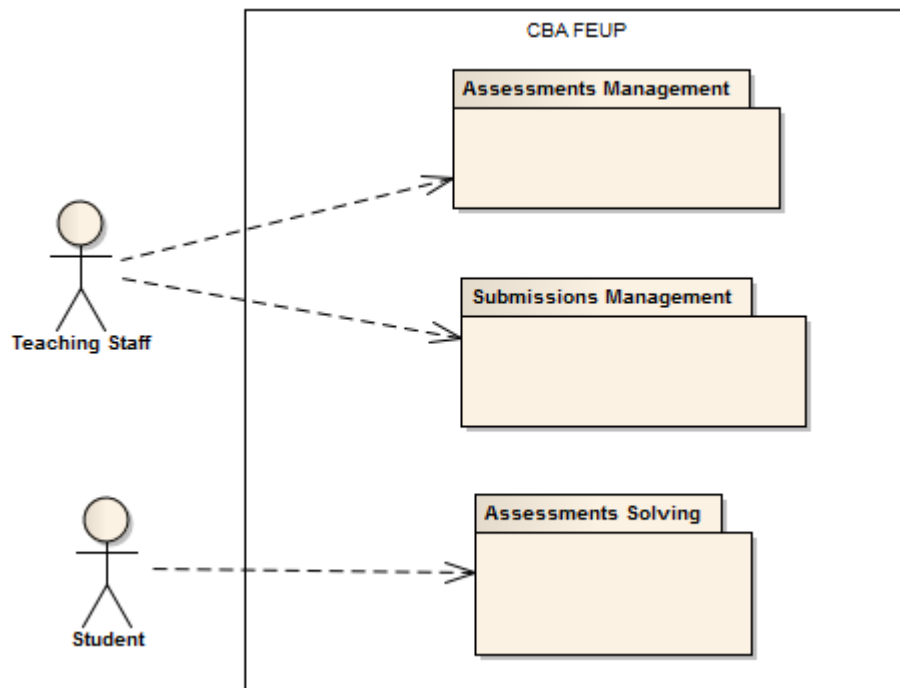 CBA FEUP
Assessments Management
Teaching Staff
Submissions Management
Assessments Solving
Student